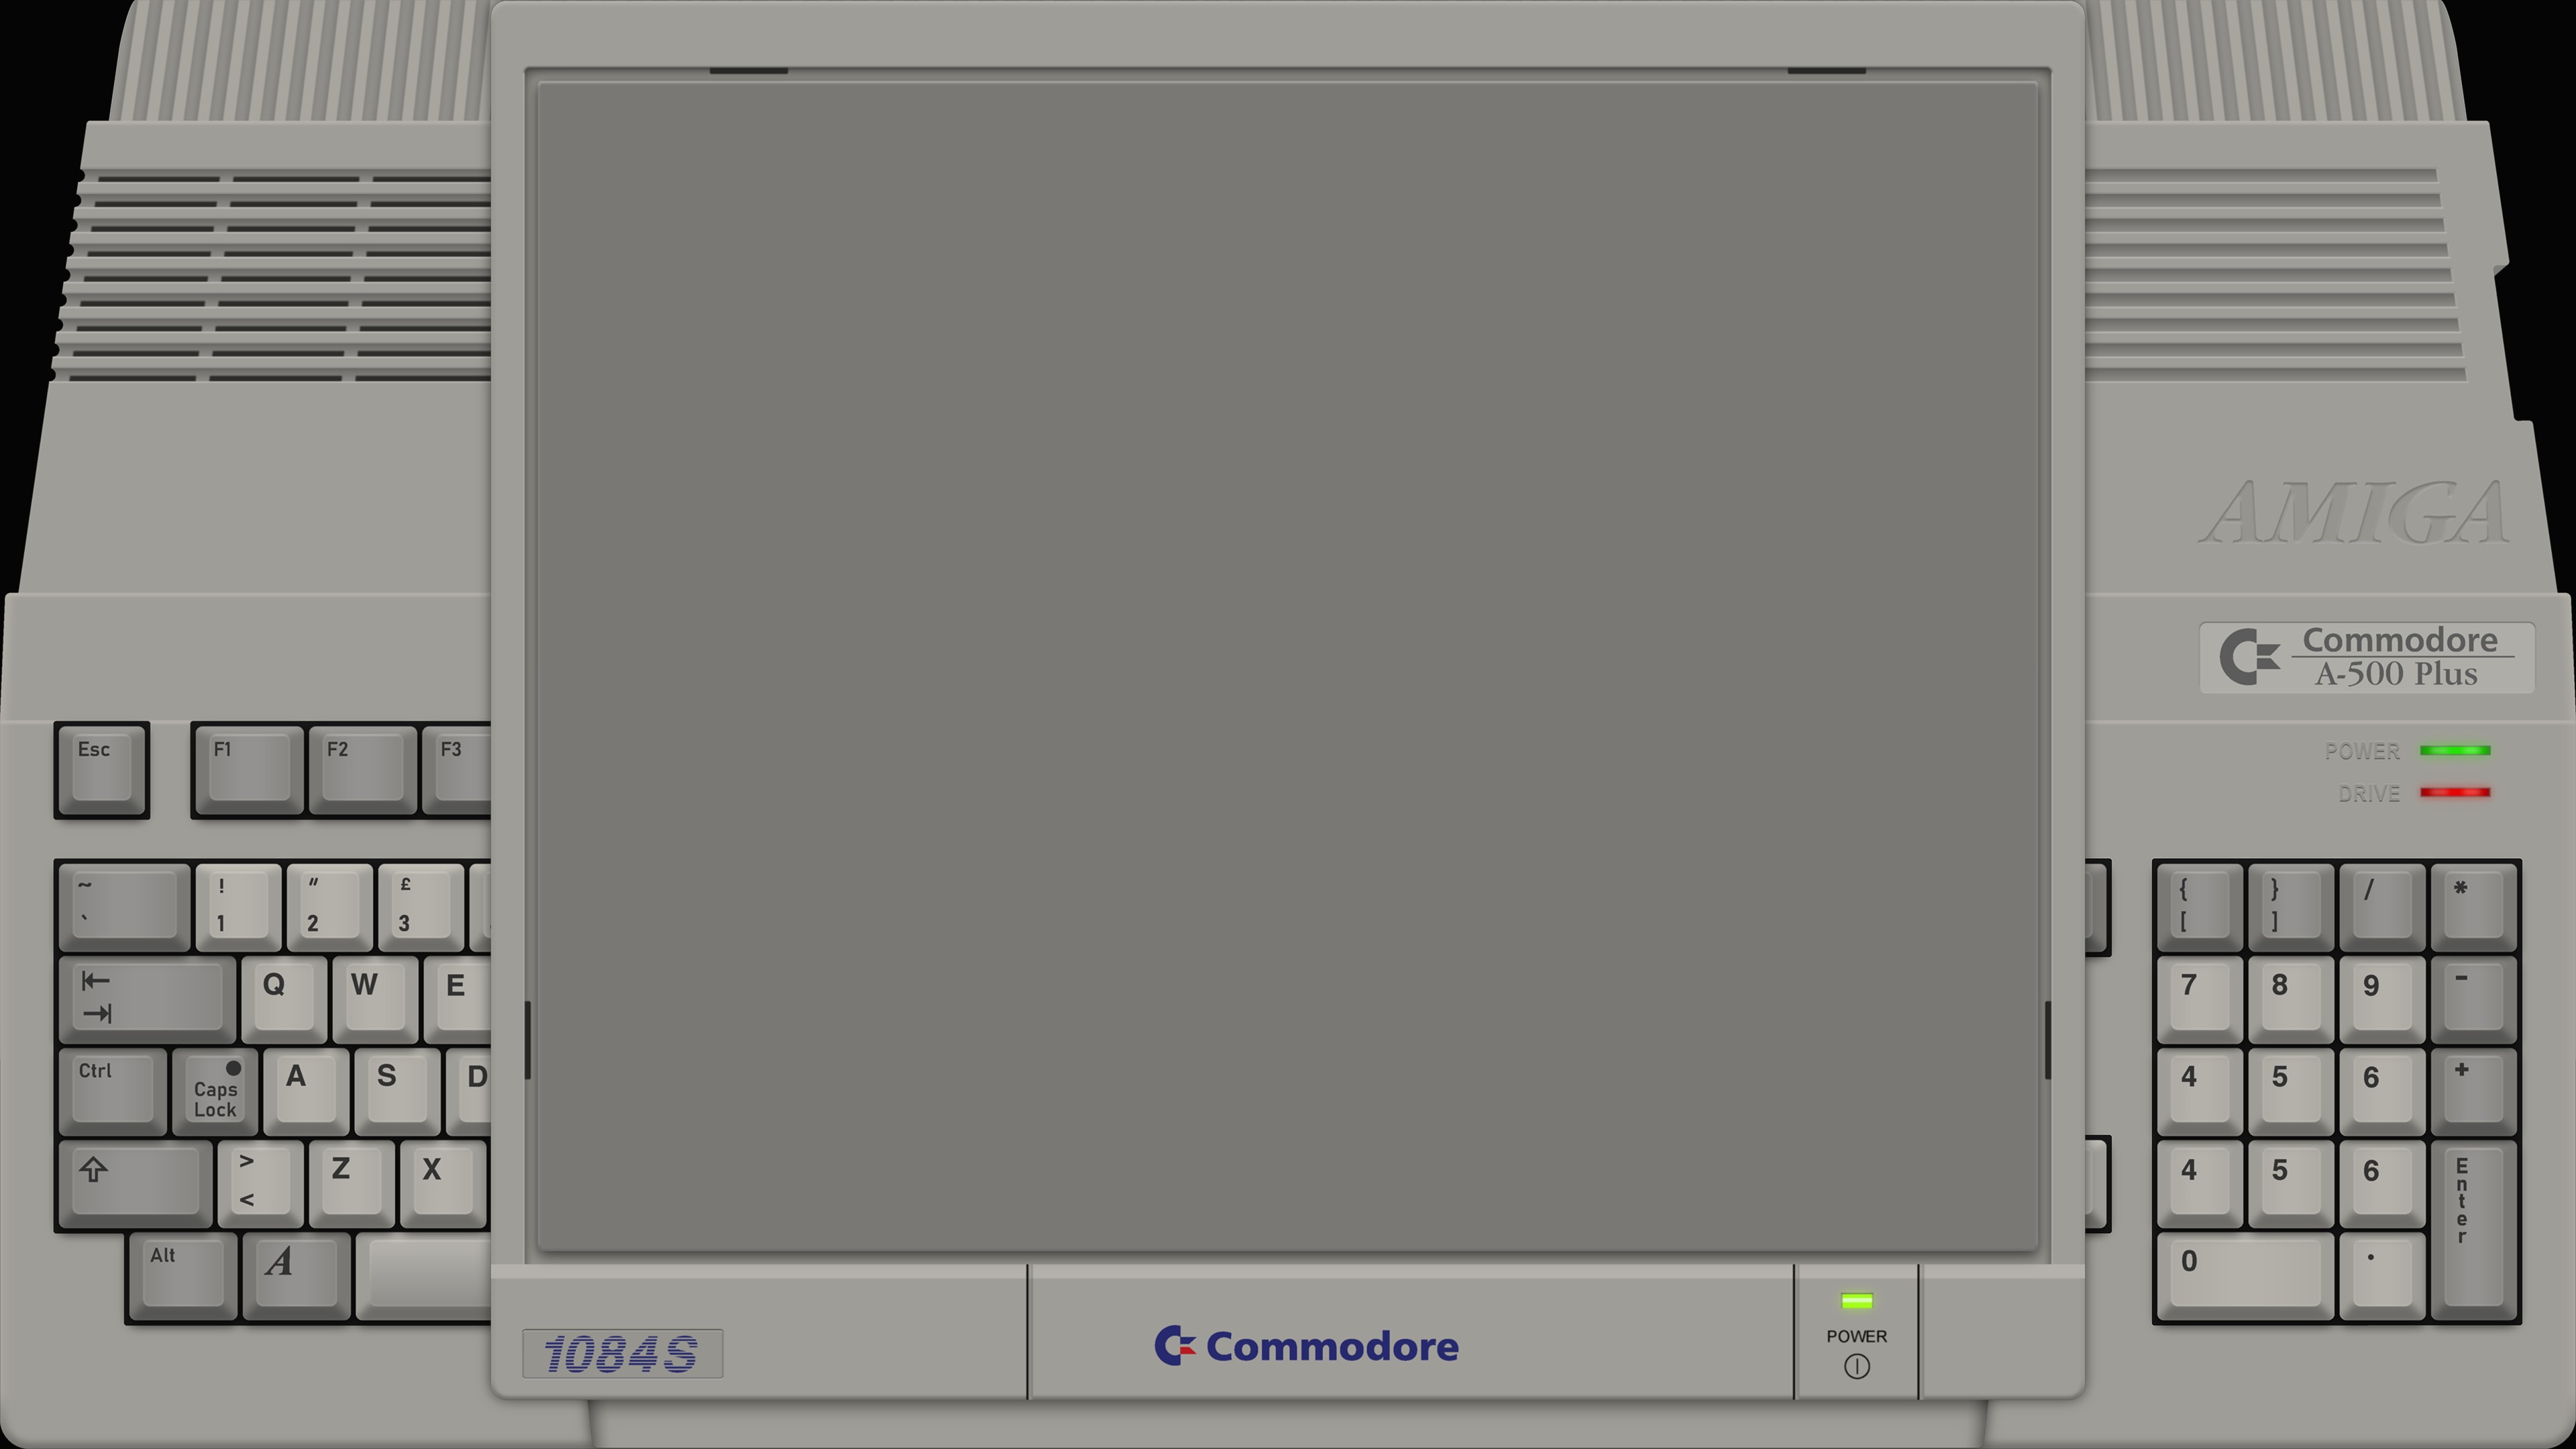 AMIGA
Commodore
A-500 Plus
POWER
DRIVE
Esc F1 F2 F3
~ ! " £
` 1 2 3
{ } / *
[ ]
Q W E
7 8 9 -
Ctrl Caps Lock A S D
4 5 6 +
> Z X
<
4 5 6 Enter
Alt A
0 .
1084S
Commodore
POWER